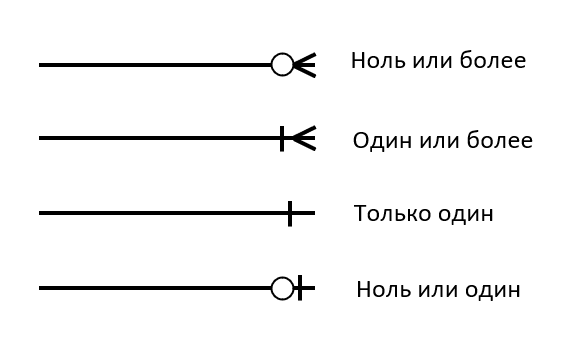 Ноль или более
Один или более
Только один
Ноль или один